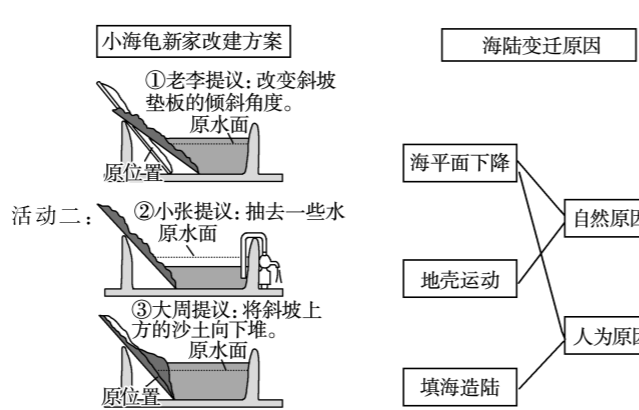 小海龟新家改建方案
①老李提议：改变斜坡
垫板的倾斜角度。
原水面
原位置
活动二：
②小张提议：抽去一些水
原水面
③大周提议：将斜坡上
方的沙土向下堆。
原水面
原位置
海陆变迁原因
海平面下降
自然原因
地壳运动
人为原因
填海造陆